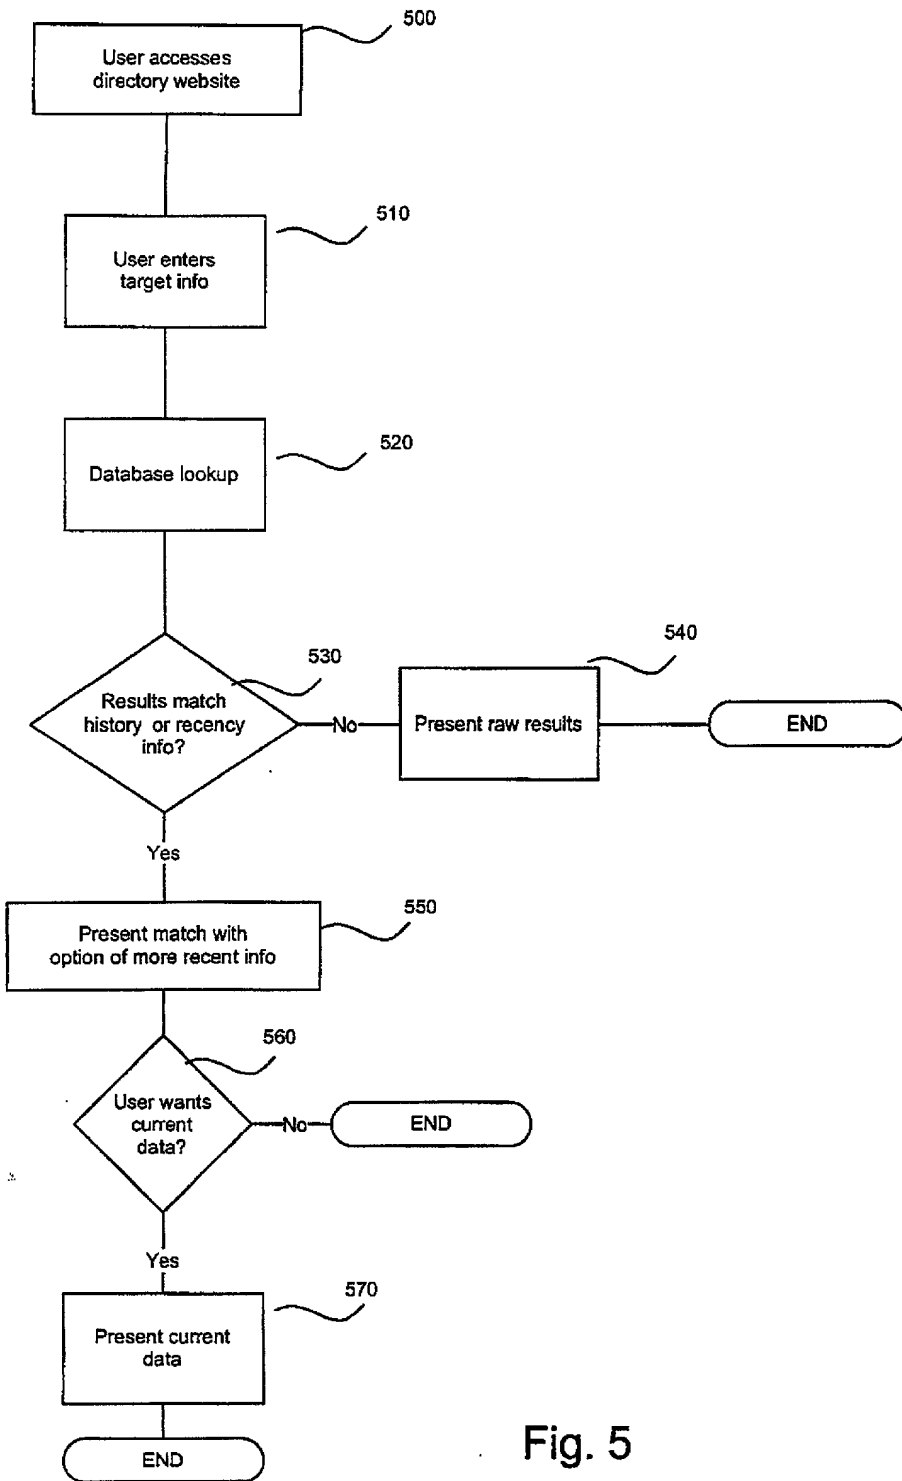 500
User accesses
directory website
510
User enters
target info
520
Database lookup
530
Results match
history or recency
info?
No
540
Present raw results
END
Yes
550
Present match with
option of more recent info
560
User wants
current
data?
No
END
Yes
570
Present current
data
END
Fig. 5